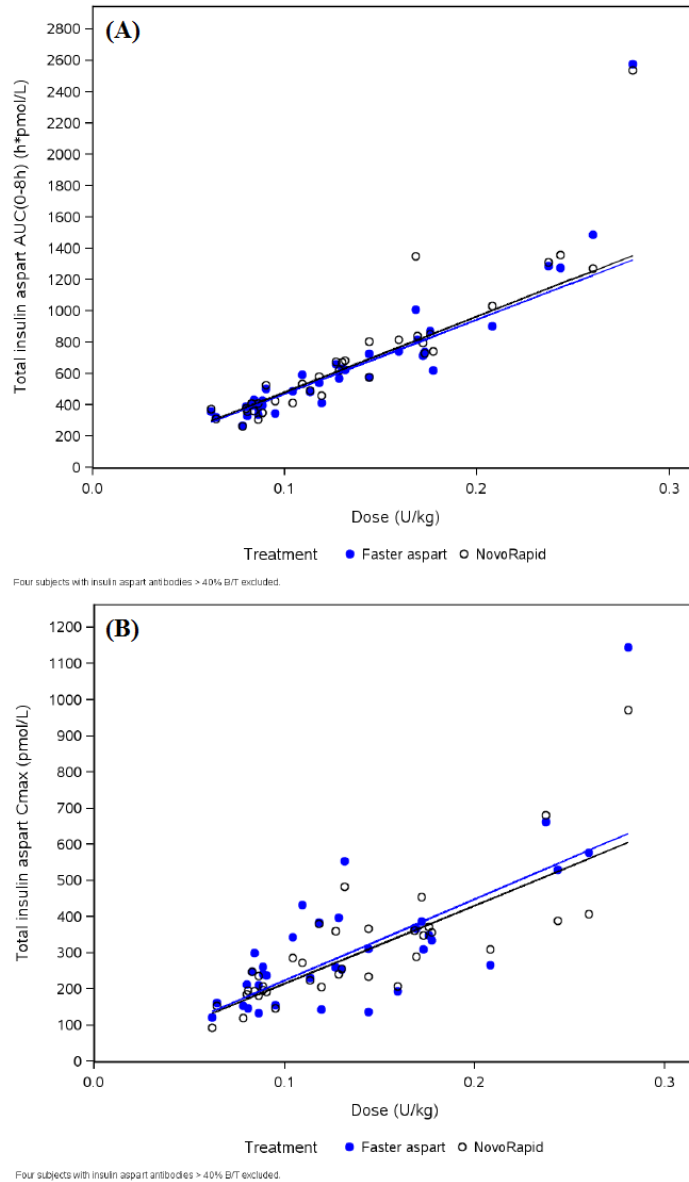 (A)
Total insulin aspart AUC(0-8h) (h*pmol/L)
2800
2600
2400
2200
2000
1800
1600
1400
1200
1000
800
600
400
200
0
0.0 0.1 0.2 0.3
Dose (U/kg)
Treatment Faster aspart NovoRapid
Four subjects with insulin aspart antibodies > 40% B/T excluded.
(B)
Total insulin aspart Cmax (pmol/L)
1200
1100
1000
900
800
700
600
500
400
300
200
100
0
0.0 0.1 0.2 0.3
Dose (U/kg)
Treatment Faster aspart NovoRapid
Four subjects with insulin aspart antibodies > 40% B/T excluded.